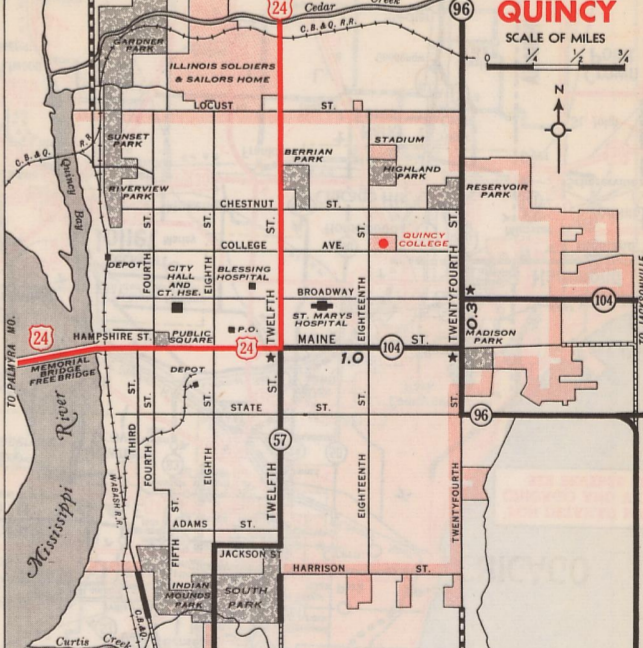 QUINCY
SCALE OF MILES
0 1/4 1/2 3/4
N
24
Cedar Creek
96
C.B.&Q. R.R.
GARDNER
PARK
ILLINOIS SOLDIERS
& SAILORS HOME
LOCUST ST.
SUNSET
PARK
BERRIAN
PARK
STADIUM
HIGHLAND
PARK
RESERVOIR
PARK
C.B.&Q. R.R.
Quincy Bay
RIVERVIEW
PARK
CHESTNUT ST.
COLLEGE AVE.
QUINCY
COLLEGE
DEPOT
FOURTH ST.
CITY
HALL
AND
CT. HSE.
EIGHTH ST.
BLESSING
HOSPITAL
TWELFTH ST.
BROADWAY
ST. MARYS
HOSPITAL
EIGHTEENTH
TWENTYFOURTH ST.
0.3
104
TO PALMYRA MO.
24
HAMPSHIRE ST.
PUBLIC
SQUARE
P.O.
24
MAINE ST.
104
1.0
MADISON
PARK
MEMORIAL
BRIDGE
FREE BRIDGE
DEPOT
STATE ST.
96
57
Mississippi River
THIRD ST.
FOURTH ST.
EIGHTH ST.
TWELFTH ST.
EIGHTEENTH
TWENTYFOURTH ST.
WABASH R.R.
FIFTH ST.
ADAMS ST.
JACKSON ST
HARRISON ST.
INDIAN
MOUNDS
PARK
SOUTH
PARK
C.B.&Q.
Curtis Creek